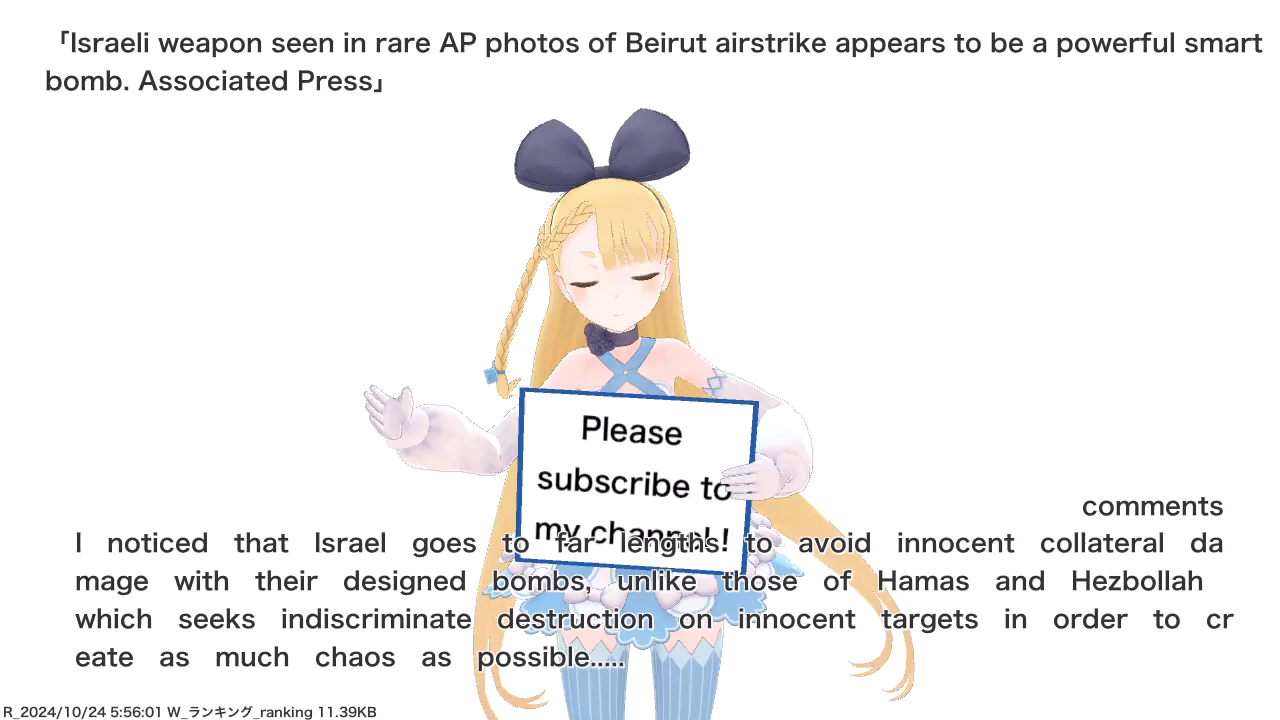 「Israeli weapon seen in rare AP photos of Beirut airstrike appears to be a powerful smart
bomb. Associated Press」
Please
subscribe to
my channel!
comments
I noticed that Israel goes to far lengths to avoid innocent collateral da
mage with their designed bombs, unlike those of Hamas and Hezbollah
which seeks indiscriminate destruction on innocent targets in order to cr
eate as much chaos as possible.....
R_2024/10/24 5:56:01 W_ランキング_ranking 11.39KB